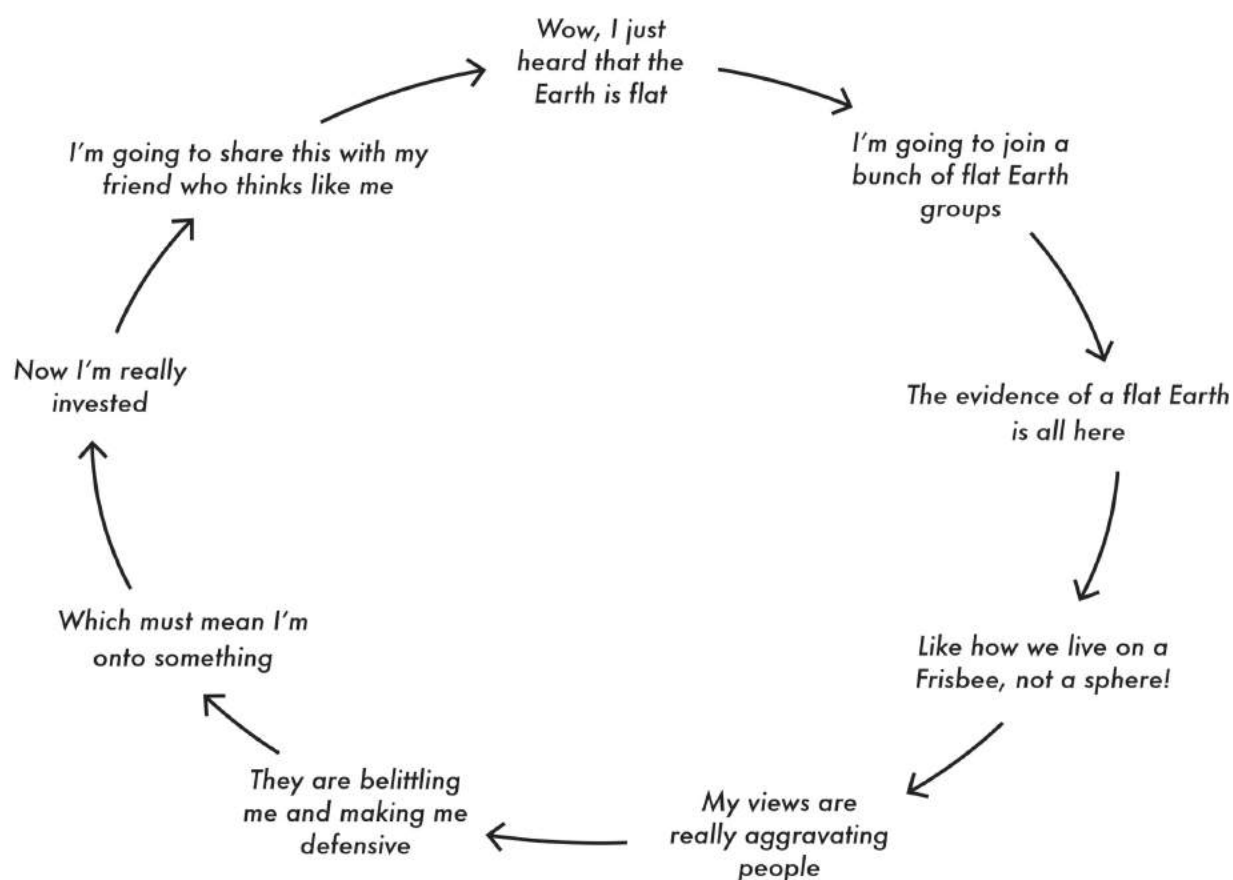 Wow, I just
heard that the
Earth is flat
I'm going to join a
bunch of flat Earth
groups
The evidence of a flat Earth
is all here
Like how we live on a
Frisbee, not a sphere!
My views are
really aggravating
people
They are belittling
me and making me
defensive
Which must mean I'm
onto something
Now I'm really
invested
I'm going to share this with my
friend who thinks like me